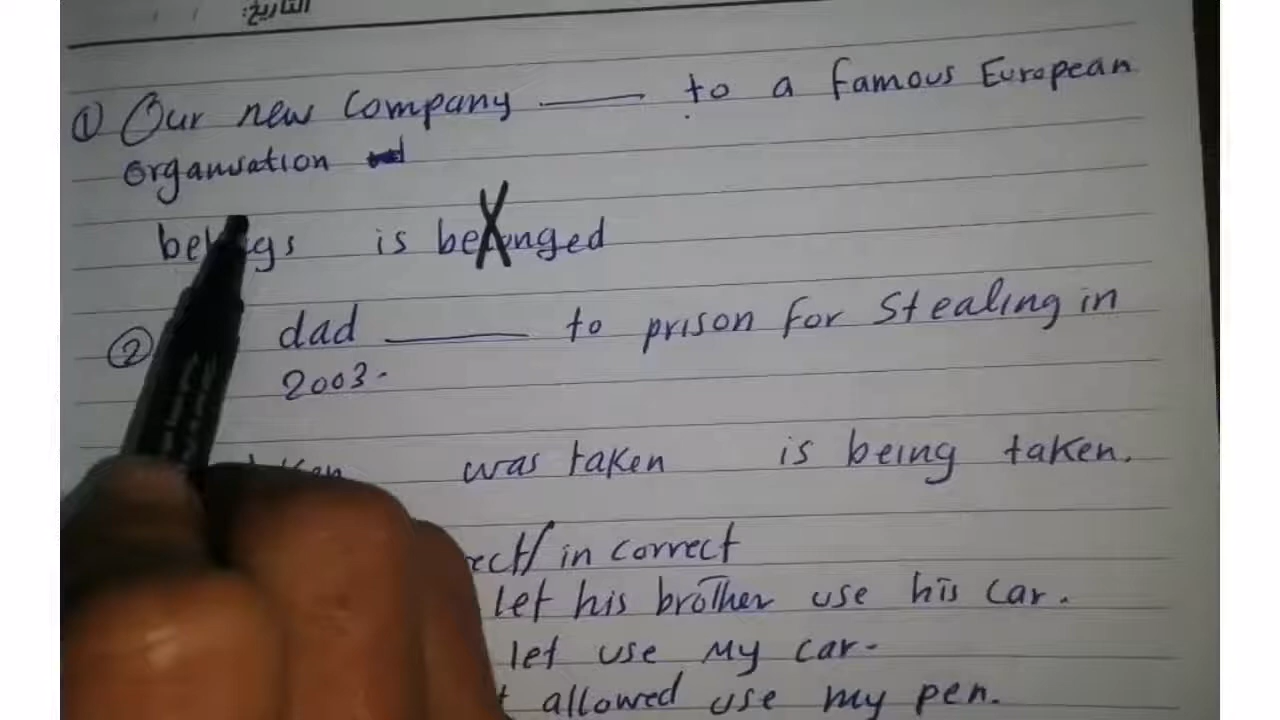 التاريخ:
① Our new company ——— to a famous European
organisation
belongs is belonged
② dad ——— to prison for stealing in
2003.
was taken is being taken.
in correct
let his brother use his car.
let use my car.
allowed use my pen.